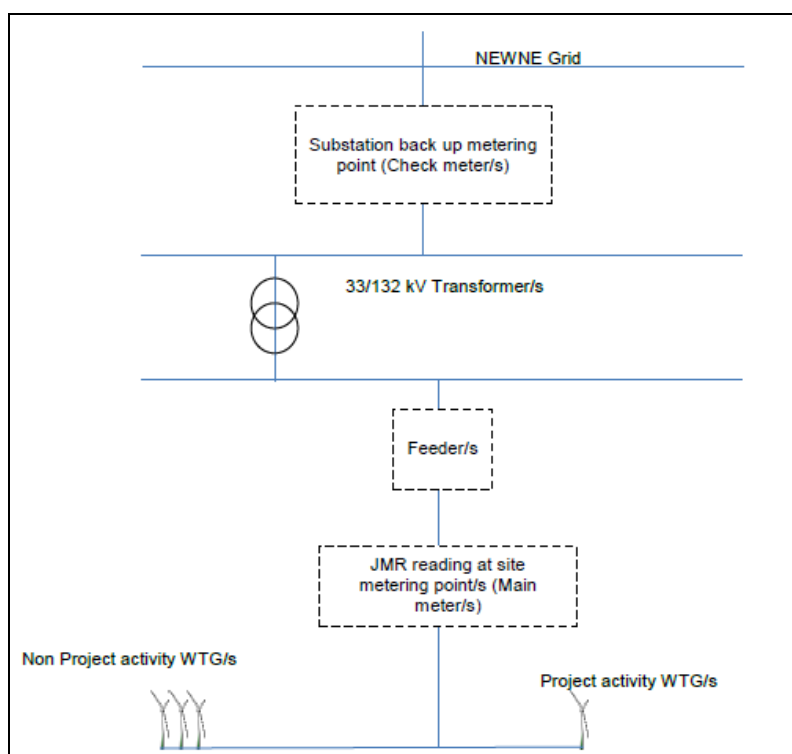 NEWNE Grid
Substation back up metering
point (Check meter/s)
33/132 kV Transformer/s
Feeder/s
JMR reading at site
metering point/s (Main
meter/s)
Non Project activity WTG/s
Project activity WTG/s